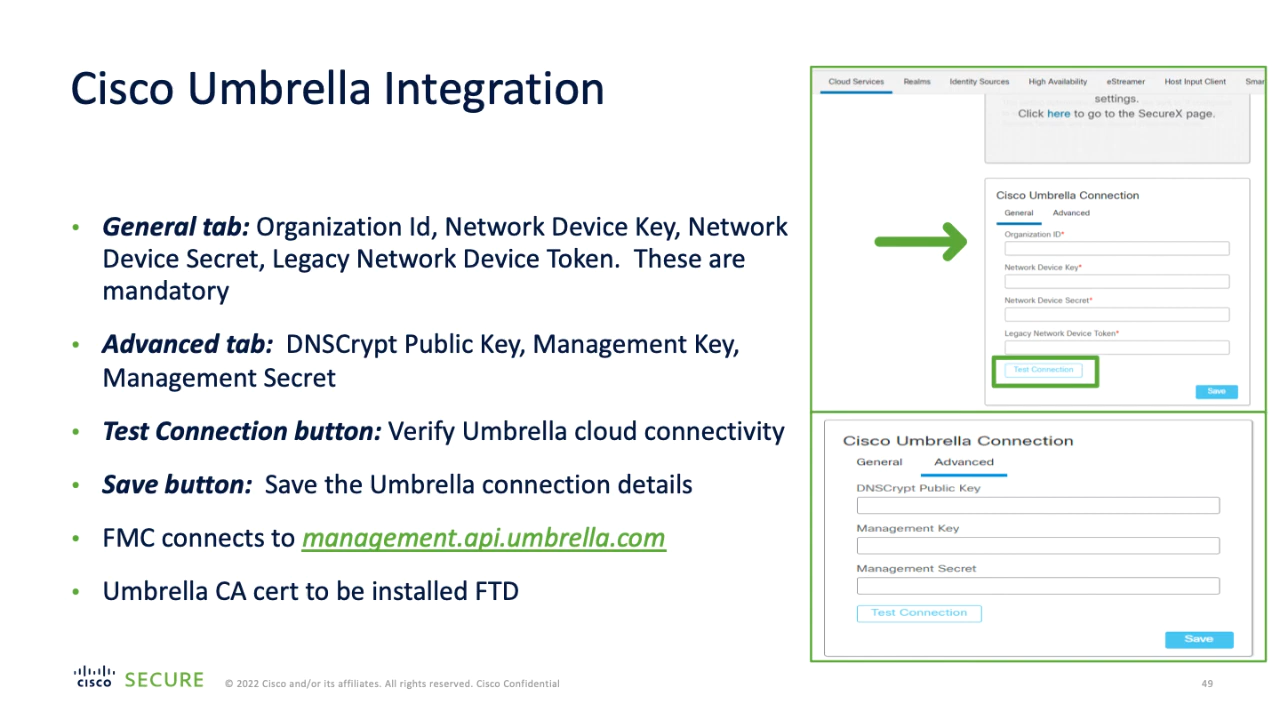 Cisco Umbrella Integration
• General tab: Organization Id, Network Device Key, Network
Device Secret, Legacy Network Device Token.  These are
mandatory
• Advanced tab:  DNSCrypt Public Key, Management Key,
Management Secret
• Test Connection button: Verify Umbrella cloud connectivity
• Save button:  Save the Umbrella connection details
• FMC connects to management.api.umbrella.com
• Umbrella CA cert to be installed FTD
Cloud Services Realms Identity Sources High Availability eStreamer Host Input Client Smar
settings.
Click here to go to the SecureX page.
Cisco Umbrella Connection
General Advanced
Organization ID*
Network Device Key*
Network Device Secret*
Legacy Network Device Token*
Test Connection
Save
Cisco Umbrella Connection
General Advanced
DNSCrypt Public Key
Management Key
Management Secret
Test Connection
Save
CISCO SECURE
© 2022 Cisco and/or its affiliates. All rights reserved. Cisco Confidential
49